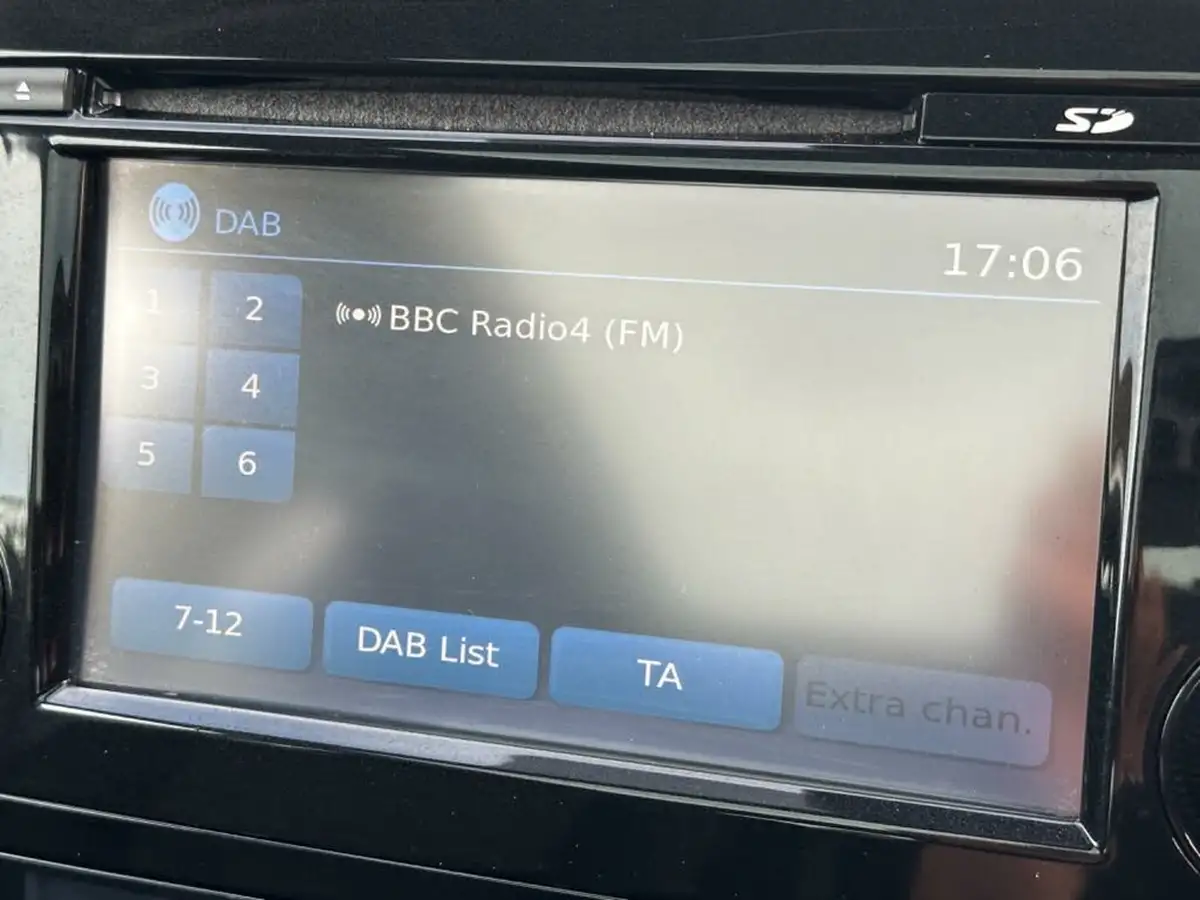 SD
DAB
17:06
1 2
BBC Radio4 (FM)
3 4
5 6
7-12 DAB List TA Extra chan.